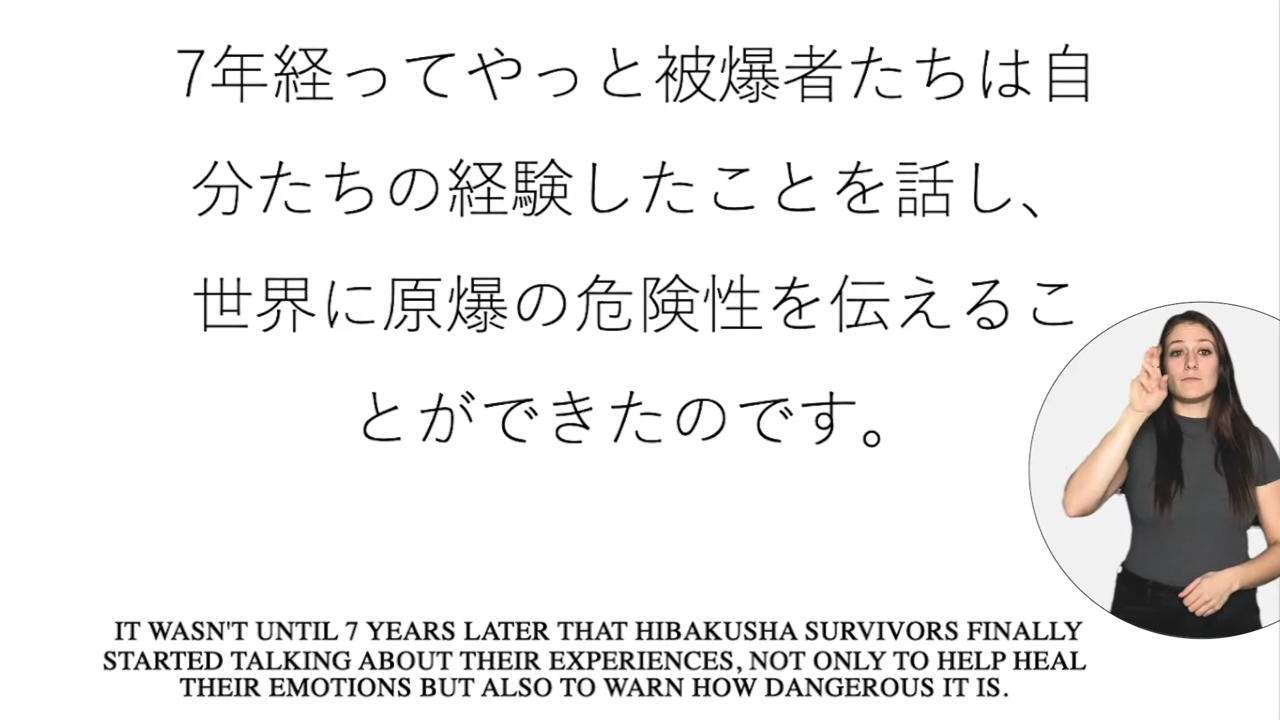 7年経ってやっと被爆者たちは自
分たちの経験したことを話し、
世界に原爆の危険性を伝えるこ
とができたのです。
IT WASN'T UNTIL 7 YEARS LATER THAT HIBAKUSHA SURVIVORS FINALLY
STARTED TALKING ABOUT THEIR EXPERIENCES, NOT ONLY TO HELP HEAL
THEIR EMOTIONS BUT ALSO TO WARN HOW DANGEROUS IT IS.